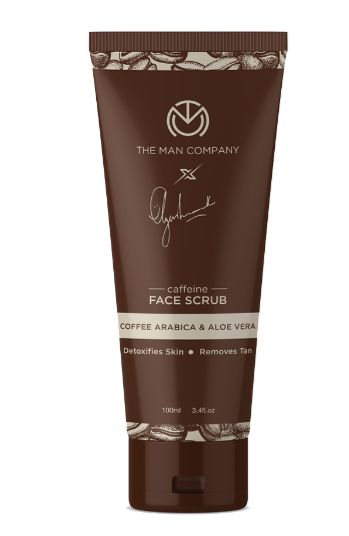 THE MAN COMPANY
X
caffeine
FACE SCRUB
COFFEE ARABICA & ALOE VERA
Detoxifies Skin ● Removes Tan
100ml 3.4fl.oz